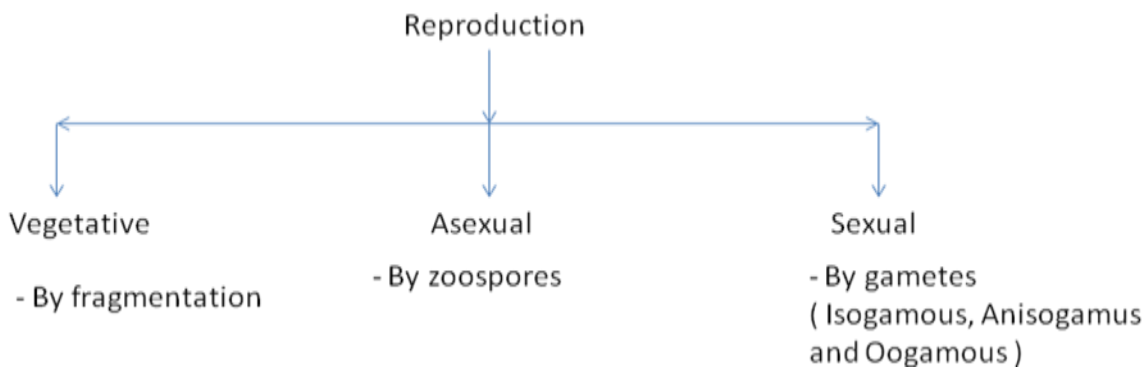 Reproduction
Vegetative
Asexual
Sexual
- By fragmentation
- By zoospores
- By gametes
( Isogamous, Anisogamus
and Oogamous )